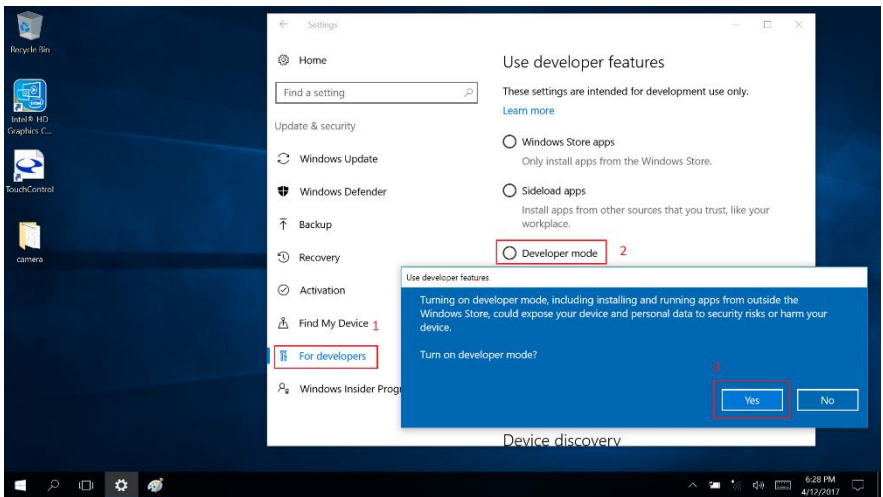 Recycle Bin
Intel® HD
Graphics C...
TouchControl
camera
Settings
Home
Find a setting
Update & security
Windows Update
Windows Defender
Backup
Recovery
Activation
Find My Device
1
For developers
Windows Insider Progr
Use developer features
These settings are intended for development use only.
Learn more
Windows Store apps
Only install apps from the Windows Store.
Sideload apps
Install apps from other sources that you trust, like your
workplace.
Developer mode
2
Use developer features
Turning on developer mode, including installing and running apps from outside the
Windows Store, could expose your device and personal data to security risks or harm your
device.
Turn on developer mode?
3
Yes
No
Device discovery
6:28 PM
4/12/2017